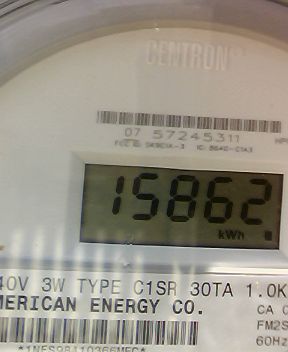 CENTRON
07 57245311
15862
kWh
40V 3W TYPE C1SR 30TA 1.0K
MERICAN ENERGY CO.
CA
FM2S
60Hz